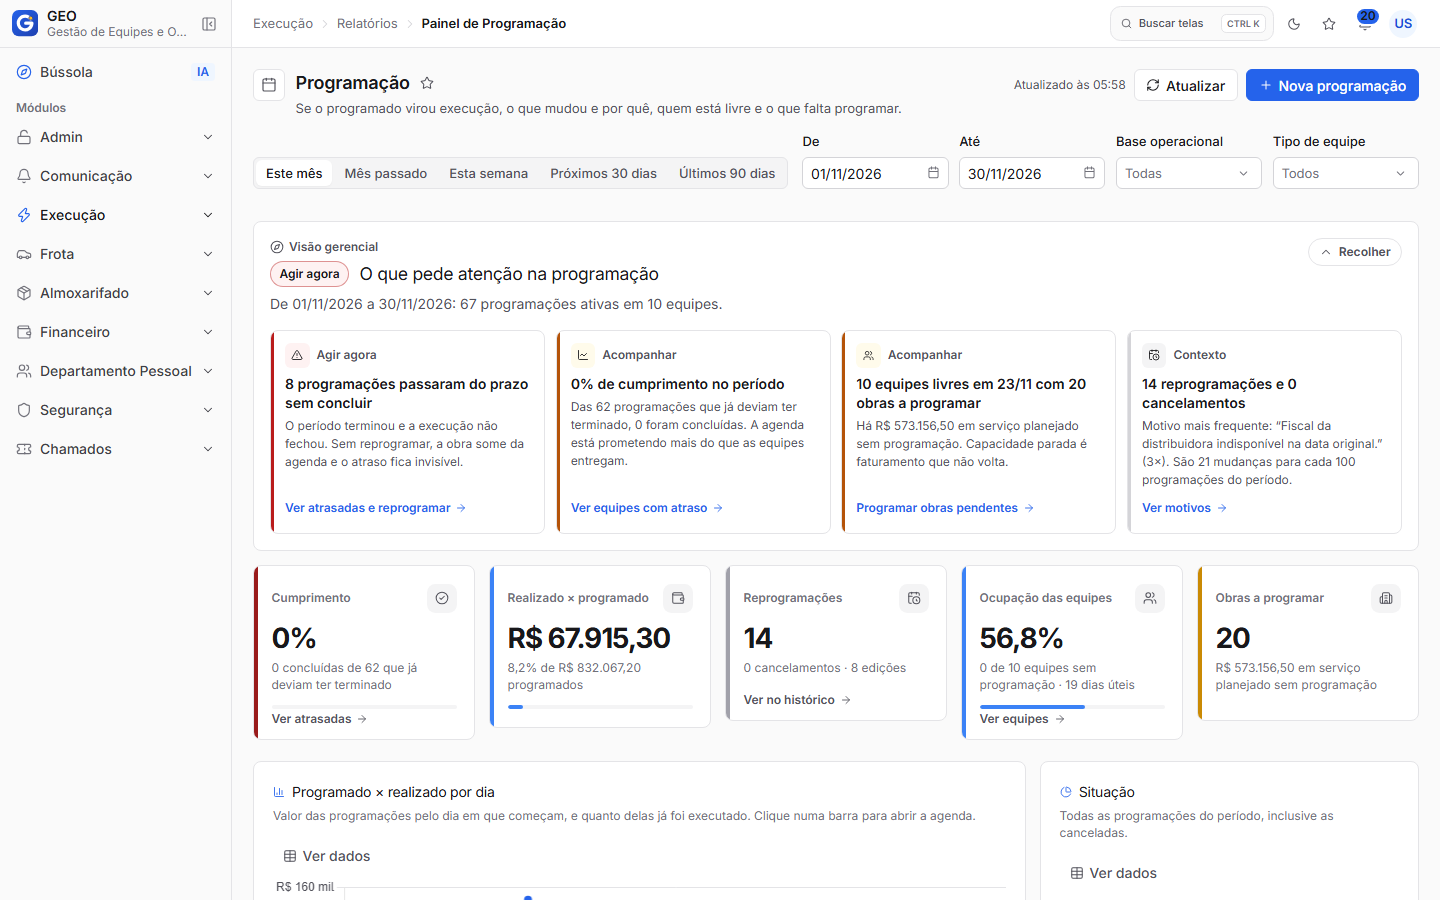 GEO
Gestão de Equipes e O...
Bússola
IA
Módulos
Admin
Comunicação
Execução
Frota
Almoxarifado
Financeiro
Departamento Pessoal
Segurança
Chamados
Execução
Relatórios
Painel de Programação
Buscar telas
CTRL K
20
US
Programação
Se o programado virou execução, o que mudou e por quê, quem está livre e o que falta programar.
Atualizado às 05:58
Atualizar
Nova programação
Este mês
Mês passado
Esta semana
Próximos 30 dias
Últimos 90 dias
De
01/11/2026
Até
30/11/2026
Base operacional
Todas
Tipo de equipe
Todos
Visão gerencial
Agir agora
O que pede atenção na programação
De 01/11/2026 a 30/11/2026: 67 programações ativas em 10 equipes.
Recolher
Agir agora
8 programações passaram do prazo
sem concluir
O período terminou e a execução não
fechou. Sem reprogramar, a obra some da
agenda e o atraso fica invisível.
Ver atrasadas e reprogramar
Acompanhar
0% de cumprimento no período
Das 62 programações que já deviam ter
terminado, 0 foram concluídas. A agenda
está prometendo mais do que as equipes
entregam.
Ver equipes com atraso
Acompanhar
10 equipes livres em 23/11 com 20
obras a programar
Há R$ 573.156,50 em serviço planejado
sem programação. Capacidade parada é
faturamento que não volta.
Programar obras pendentes
Contexto
14 reprogramações e 0
cancelamentos
Motivo mais frequente: “Fiscal da
distribuidora indisponível na data original.”
(3×). São 21 mudanças para cada 100
programações do período.
Ver motivos
Cumprimento
0%
0 concluídas de 62 que já
deviam ter terminado
Ver atrasadas
Realizado × programado
R$ 67.915,30
8,2% de R$ 832.067,20
programados
Reprogramações
14
0 cancelamentos · 8 edições
Ver no histórico
Ocupação das equipes
56,8%
0 de 10 equipes sem
programação · 19 dias úteis
Ver equipes
Obras a programar
20
R$ 573.156,50 em serviço
planejado sem programação
Programado × realizado por dia
Valor das programações pelo dia em que começam, e quanto delas já foi executado. Clique numa barra para abrir a agenda.
Ver dados
R$ 160 mil
Situação
Todas as programações do período, inclusive as
canceladas.
Ver dados